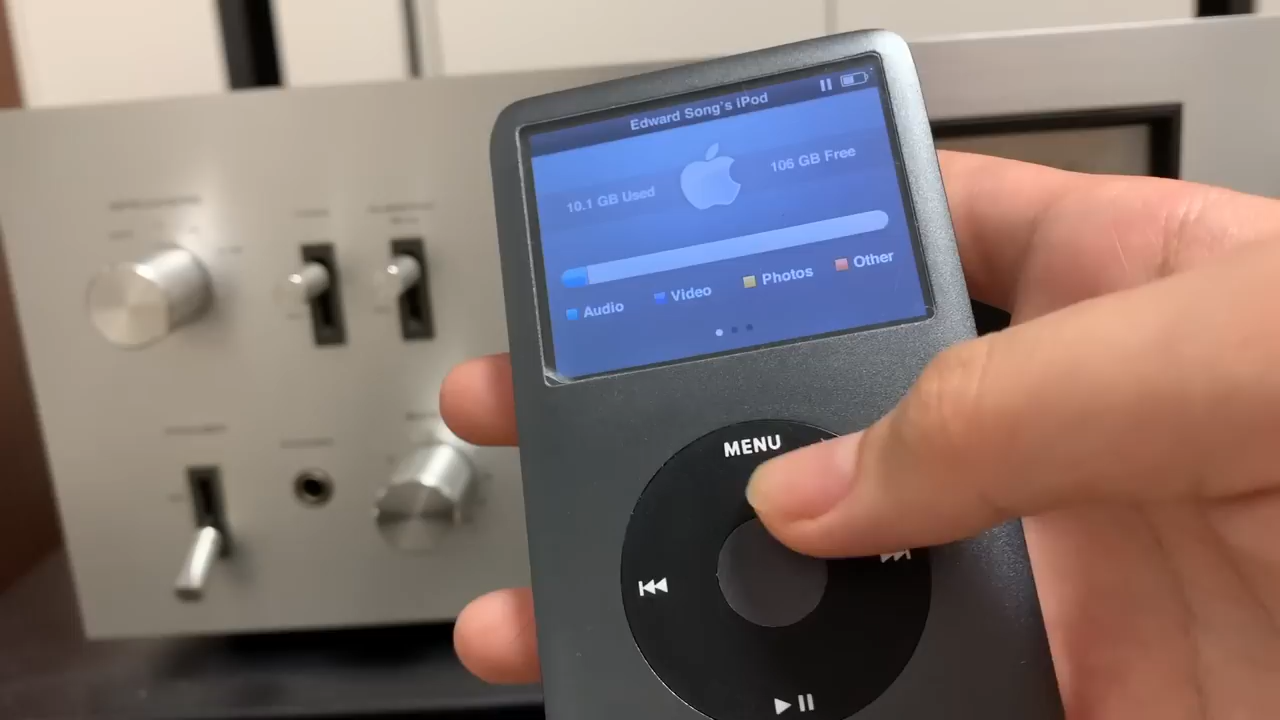 Edward Song's iPod
10.1 GB Used
106 GB Free
Audio
Video
Photos
Other
MENU